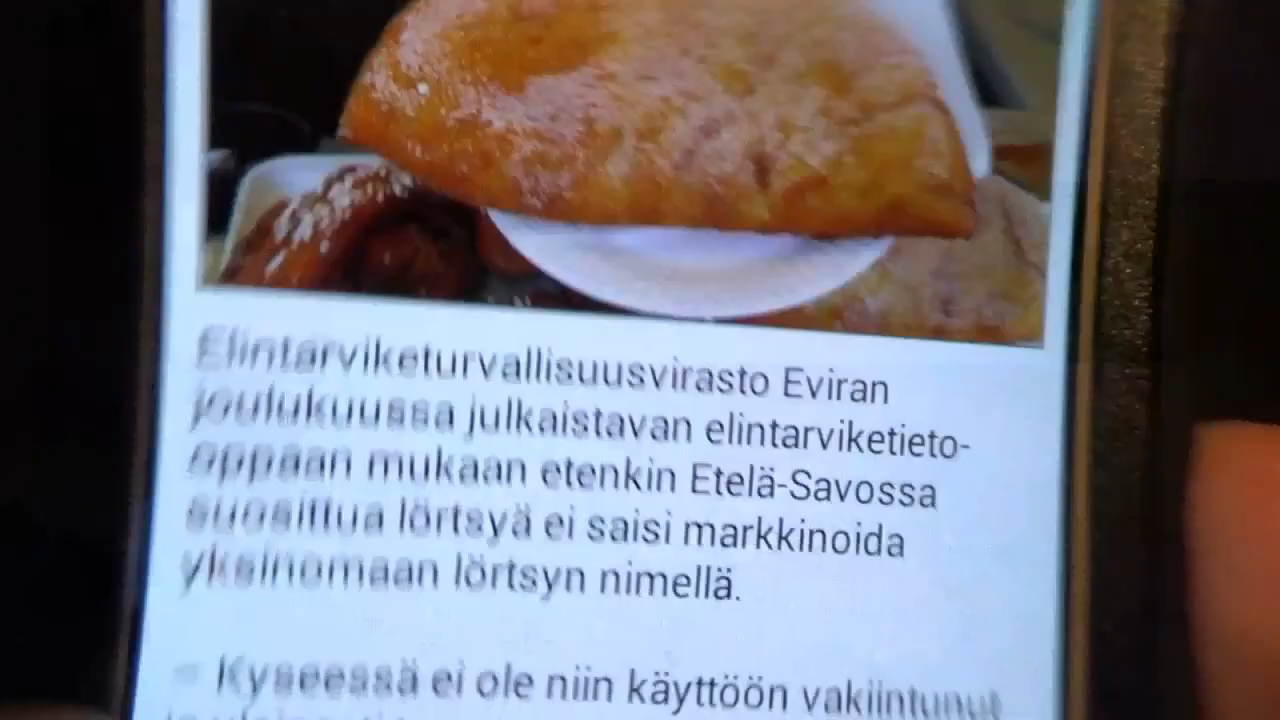 Elintarviketurvallisuusvirasto Eviran
joulukuussa julkaistavan elintarviketieto-
oppaan mukaan etenkin Etelä-Savossa
suosittua lörtsyä ei saisi markkinoida
yksinomaan lörtsyn nimellä.
– Kyseessä ei ole niin käyttöön vakiintunut